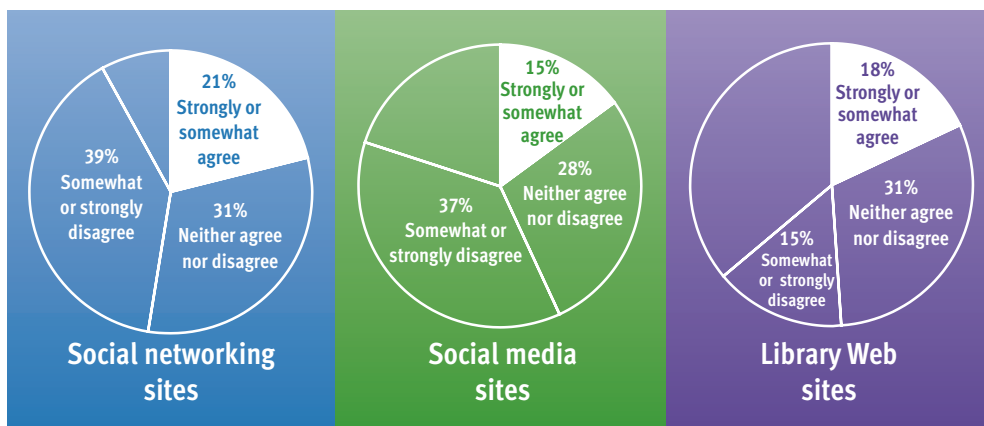 21%
Strongly or
somewhat
agree
39%
Somewhat
or strongly
disagree
31%
Neither agree
nor disagree
Social networking
sites
15%
Strongly or
somewhat
agree
28%
Neither agree
nor disagree
37%
Somewhat or
strongly disagree
Social media
sites
18%
Strongly or
somewhat
agree
31%
Neither agree
nor disagree
15%
Somewhat
or strongly
disagree
Library Web
sites